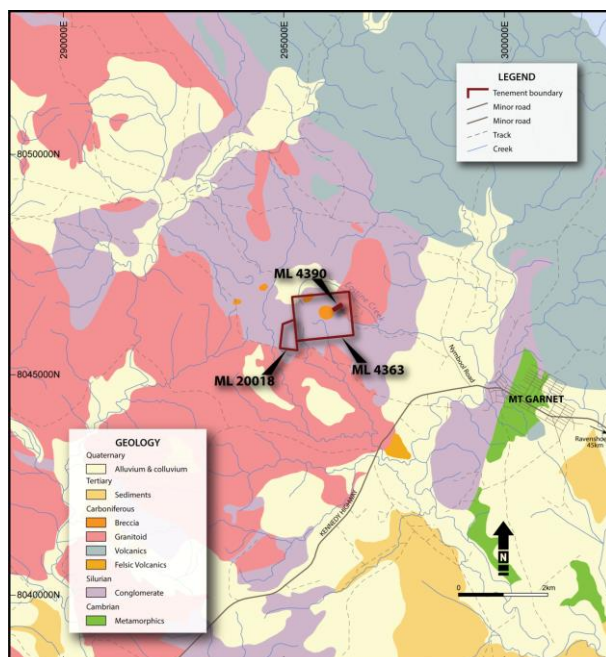 290000E
295000E
300000E
8050000N
8045000N
8040000N
LEGEND
Tenement boundary
Minor road
Minor road
Track
Creek
ML 4390
ML 20018
ML 4363
Creek
Nymbool Road
MT GARNET
Ravenshoe
45km
KENNEDY HIGHWAY
GEOLOGY
Quaternary
Alluvium & colluvium
Tertiary
Sediments
Carboniferous
Breccia
Granitoid
Volcanics
Felsic Volcanics
Silurian
Conglomerate
Cambrian
Metamorphics
N
0
2km